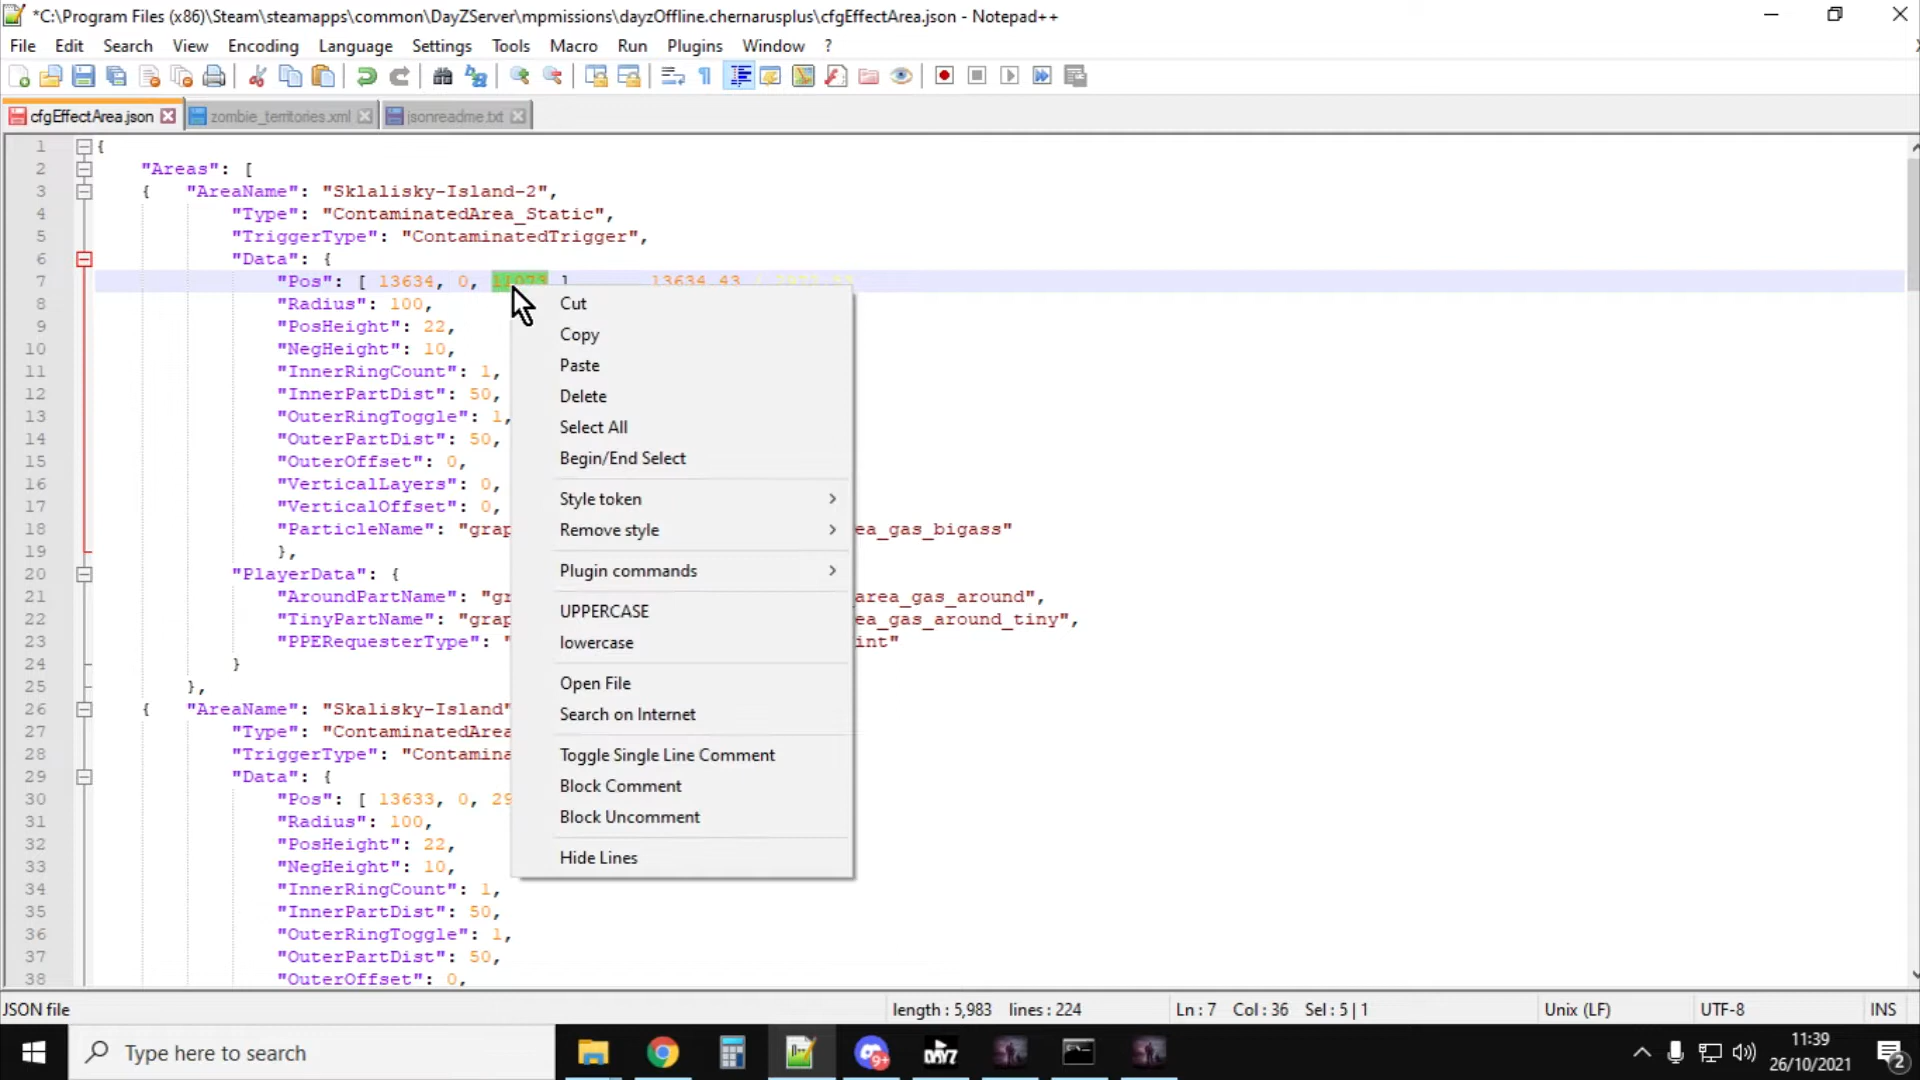 *C:\Program Files (x86)\Steam\steamapps\common\DayZServer\mpmissions\dayzOffline.chernarusplus\cfgEffectArea.json - Notepad++
File Edit Search View Encoding Language Settings Tools Macro Run Plugins Window ?
cfgEffectArea.json zombie_territories.xml jsonreadme.txt
1 {
2 "Areas": [
3 { "AreaName": "Sklalisky-Island-2",
4 "Type": "ContaminatedArea_Static",
5 "TriggerType": "ContaminatedTrigger",
6 "Data": {
7 "Pos": [ 13634, 0, ] 13634.43
8 "Radius": 100,
9 "PosHeight": 22,
10 "NegHeight": 10,
11 "InnerRingCount": 1,
12 "InnerPartDist": 50,
13 "OuterRingToggle": 1,
14 "OuterPartDist": 50,
15 "OuterOffset": 0,
16 "VerticalLayers": 0,
17 "VerticalOffset": 0,
18 "ParticleName": "grap ea_gas_bigass"
19 },
20 "PlayerData": {
21 "AroundPartName": "gr area_gas_around",
22 "TinyPartName": "grap ea_gas_around_tiny",
23 "PPERequesterType": " int"
24 }
25 },
26 { "AreaName": "Skalisky-Island"
27 "Type": "ContaminatedArea
28 "TriggerType": "Contamina
29 "Data": {
30 "Pos": [ 13633, 0, 29
31 "Radius": 100,
32 "PosHeight": 22,
33 "NegHeight": 10,
34 "InnerRingCount": 1,
35 "InnerPartDist": 50,
36 "OuterRingToggle": 1,
37 "OuterPartDist": 50,
38 "OuterOffset": 0,
Cut
Copy
Paste
Delete
Select All
Begin/End Select
Style token
Remove style
Plugin commands
UPPERCASE
lowercase
Open File
Search on Internet
Toggle Single Line Comment
Block Comment
Block Uncomment
Hide Lines
JSON file length : 5,983 lines : 224 Ln : 7 Col : 36 Sel : 5 | 1 Unix (LF) UTF-8 INS
Type here to search
9+
DAYZ
11:39
26/10/2021
2